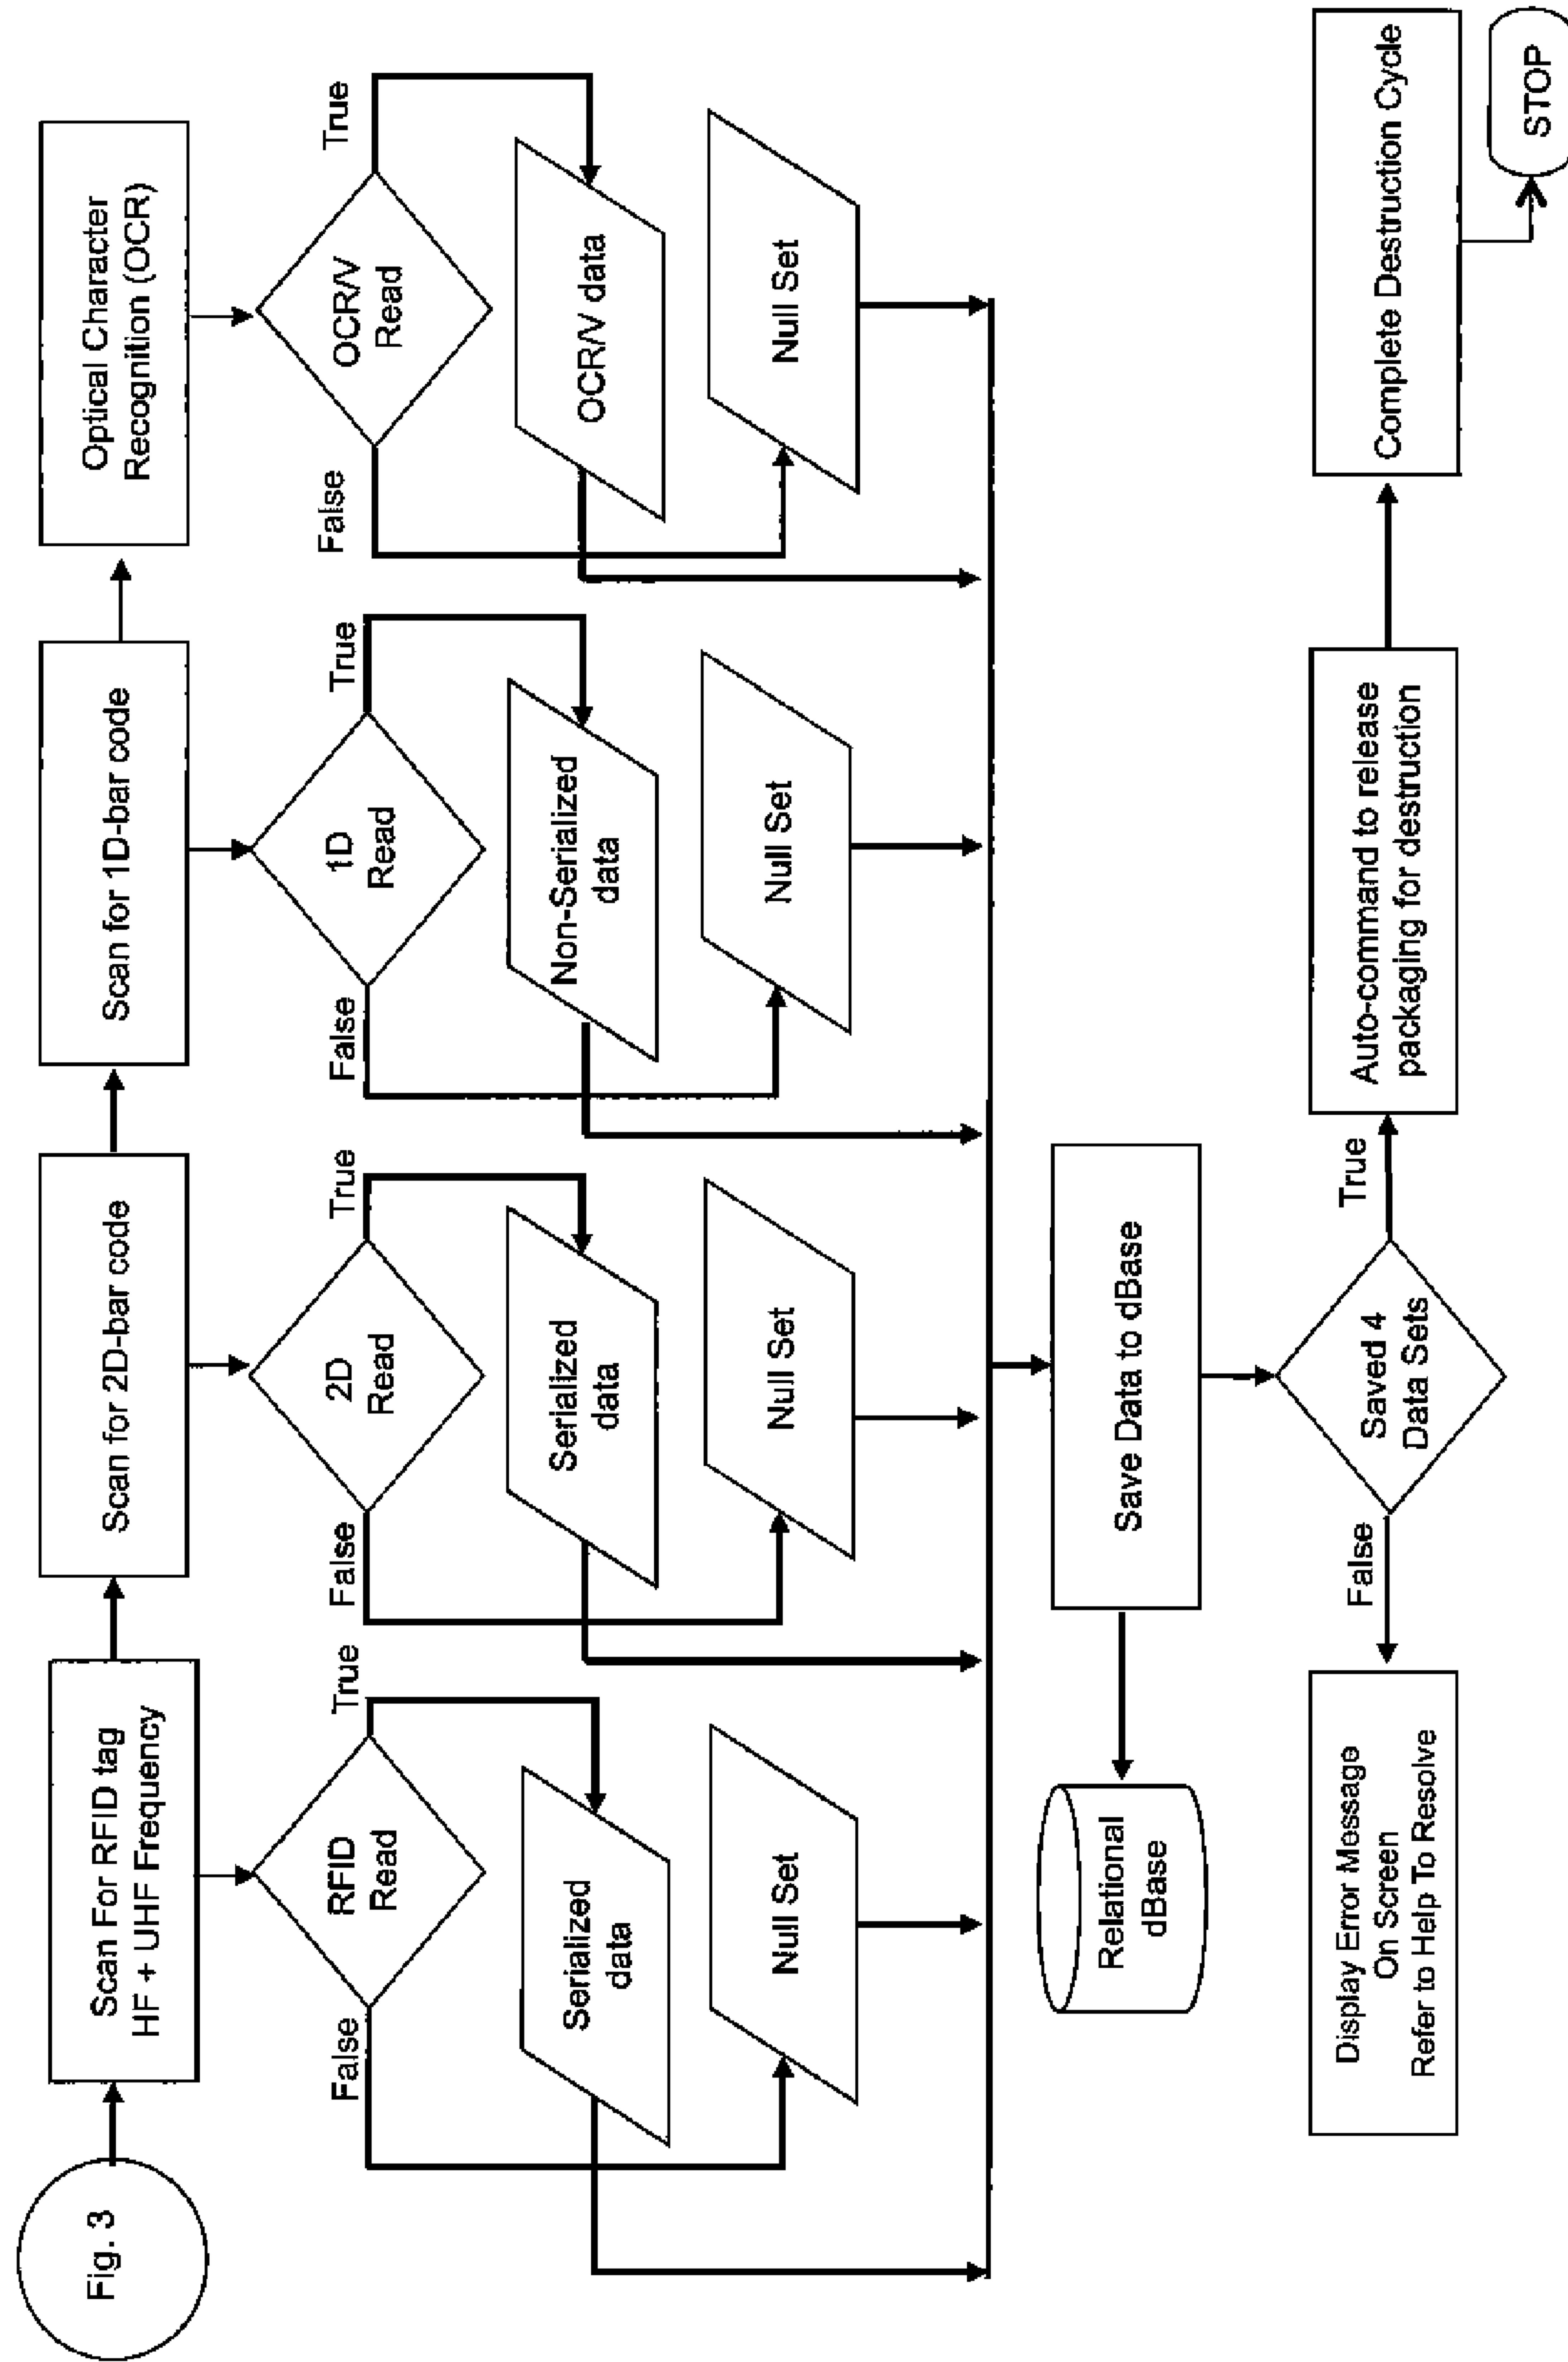 Fig. 3
Scan For RFID tag
HF + UHF Frequency
Scan for 2D-bar code
Scan for 1D-bar code
Optical Character
Recognition (OCR)
RFID
Read
False
True
2D
Read
False
True
1D
Read
False
True
OCR/V
Read
False
True
Serialized
data
Serialized
data
Non-Serialized
data
OCR/V data
Null Set
Null Set
Null Set
Null Set
Relational
dBase
Save Data to dBase
Display Error Message
On Screen
Refer to Help To Resolve
False
Saved 4
Data Sets
True
Auto-command to release
packaging for destruction
Complete Destruction Cycle
STOP